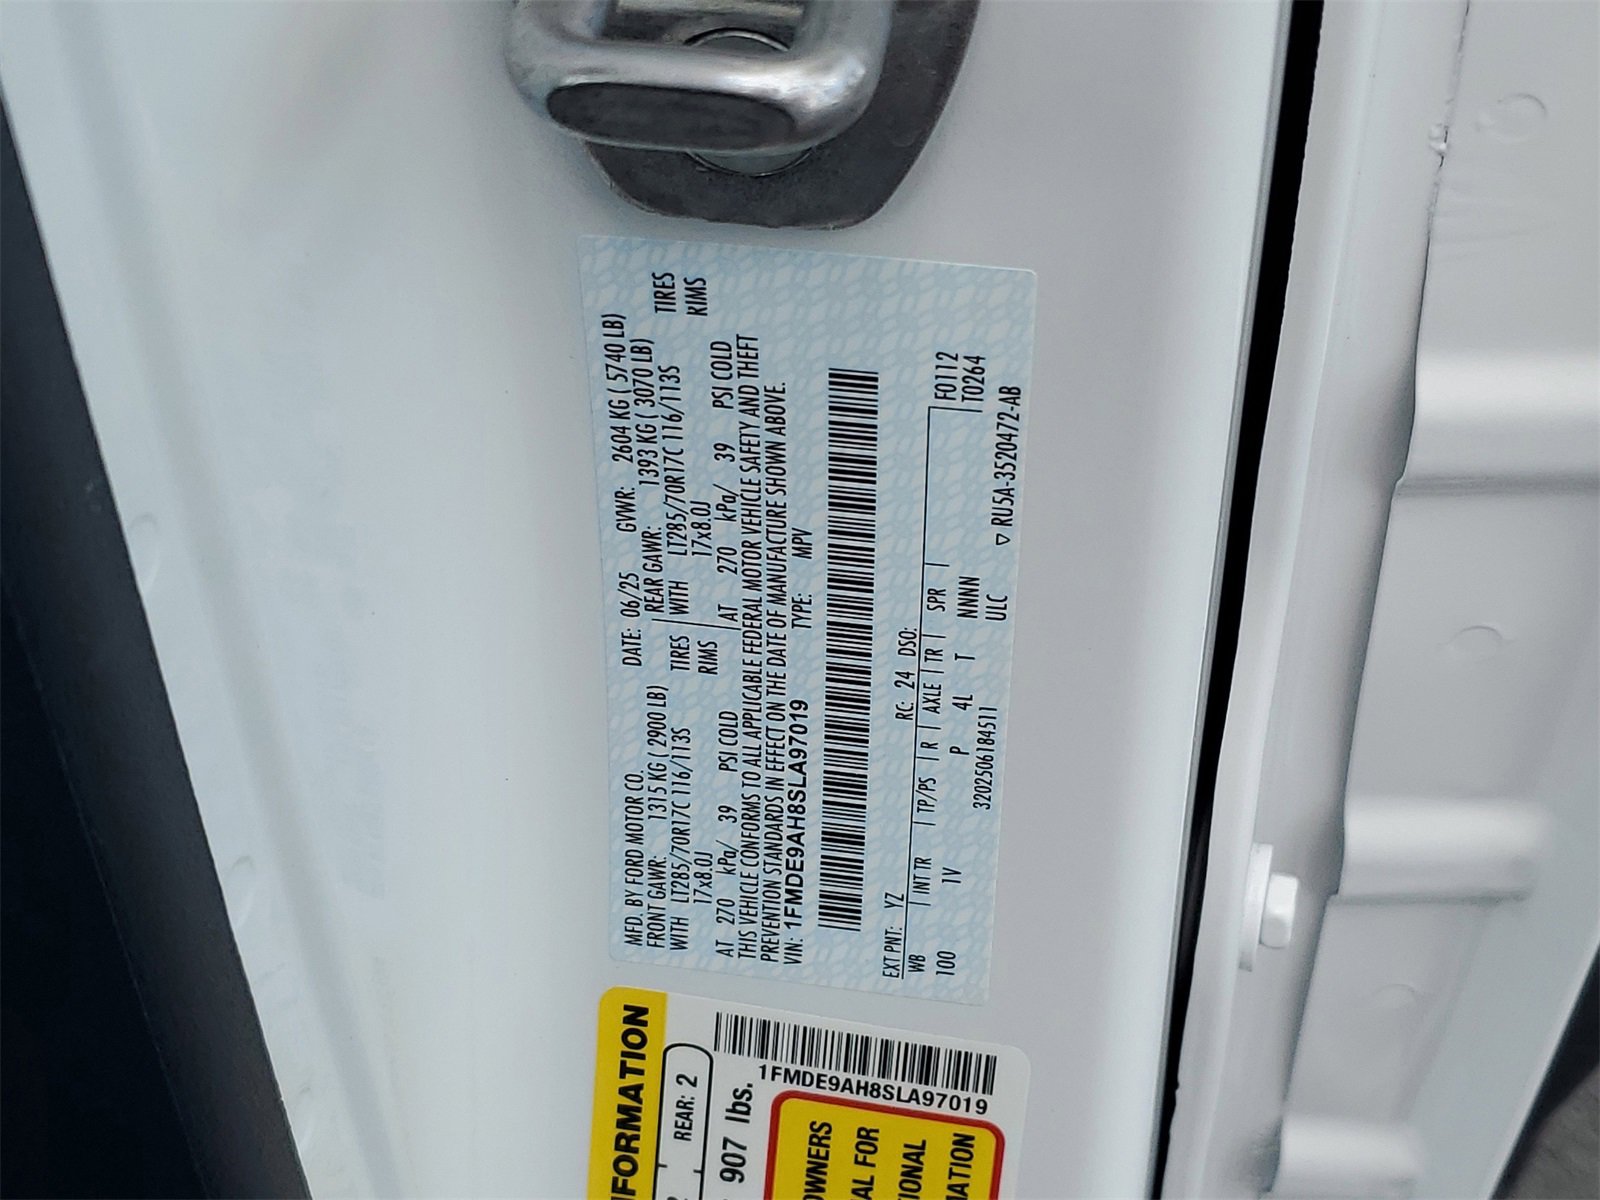 MFD. BY FORD MOTOR CO.
DATE: 06/25 GVWR: 2604 KG ( 5740 LB)
FRONT GAWR: 1315 KG ( 2900 LB) REAR GAWR: 1393 KG ( 3070 LB)
WITH LT285/70R17C 116/113S TIRES WITH LT285/70R17C 116/113S TIRES
17x8.0J RIMS 17x8.0J RIMS
AT 270 kPa/ 39 PSI COLD AT 270 kPa/ 39 PSI COLD
THIS VEHICLE CONFORMS TO ALL APPLICABLE FEDERAL MOTOR VEHICLE SAFETY AND THEFT
PREVENTION STANDARDS IN EFFECT ON THE DATE OF MANUFACTURE SHOWN ABOVE.
VIN: 1FMDE9AH8SLA97019 TYPE: MPV
EXT PNT: YZ RC: 24 DSO:
WB | INT TR | TP/PS | R | AXLE | TR | SPR | F0112
100 1V P 4L T NNNN T0264
3202506184511 ULC
▽ RU5A-3520472-AB
REAR: 2
907 lbs.
1FMDE9AH8SLA97019
OWNERS
FOR